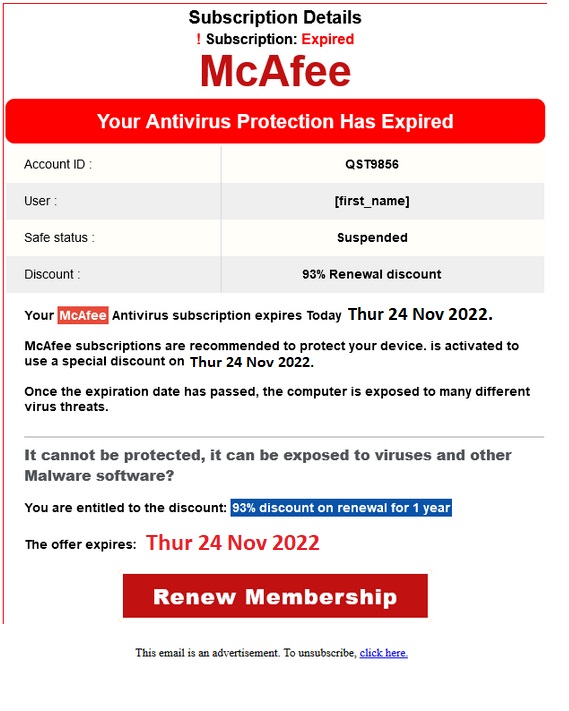 Subscription Details
! Subscription: Expired
McAfee
Your Antivirus Protection Has Expired
Account ID : QST9856
User : [first_name]
Safe status : Suspended
Discount : 93% Renewal discount
Your McAfee Antivirus subscription expires Today Thur 24 Nov 2022.
McAfee subscriptions are recommended to protect your device. is activated to
use a special discount on Thur 24 Nov 2022.
Once the expiration date has passed, the computer is exposed to many different
virus threats.
It cannot be protected, it can be exposed to viruses and other
Malware software?
You are entitled to the discount: 93% discount on renewal for 1 year
The offer expires: Thur 24 Nov 2022
Renew Membership
This email is an advertisement. To unsubscribe, click here.